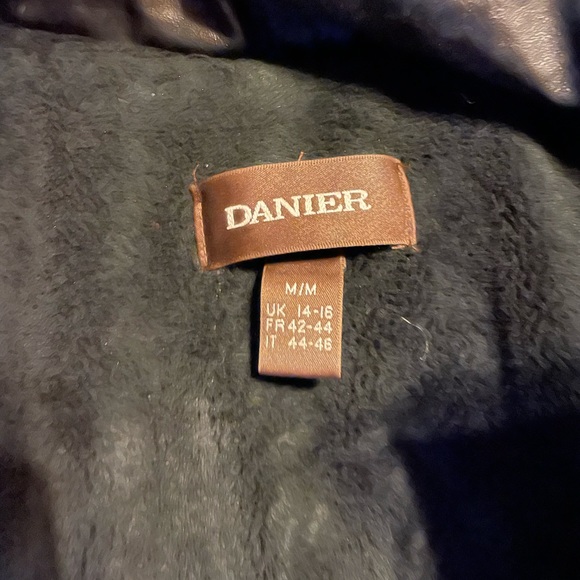 DANIER
M/M
UK 14-16
FR 42-44
IT 44-46